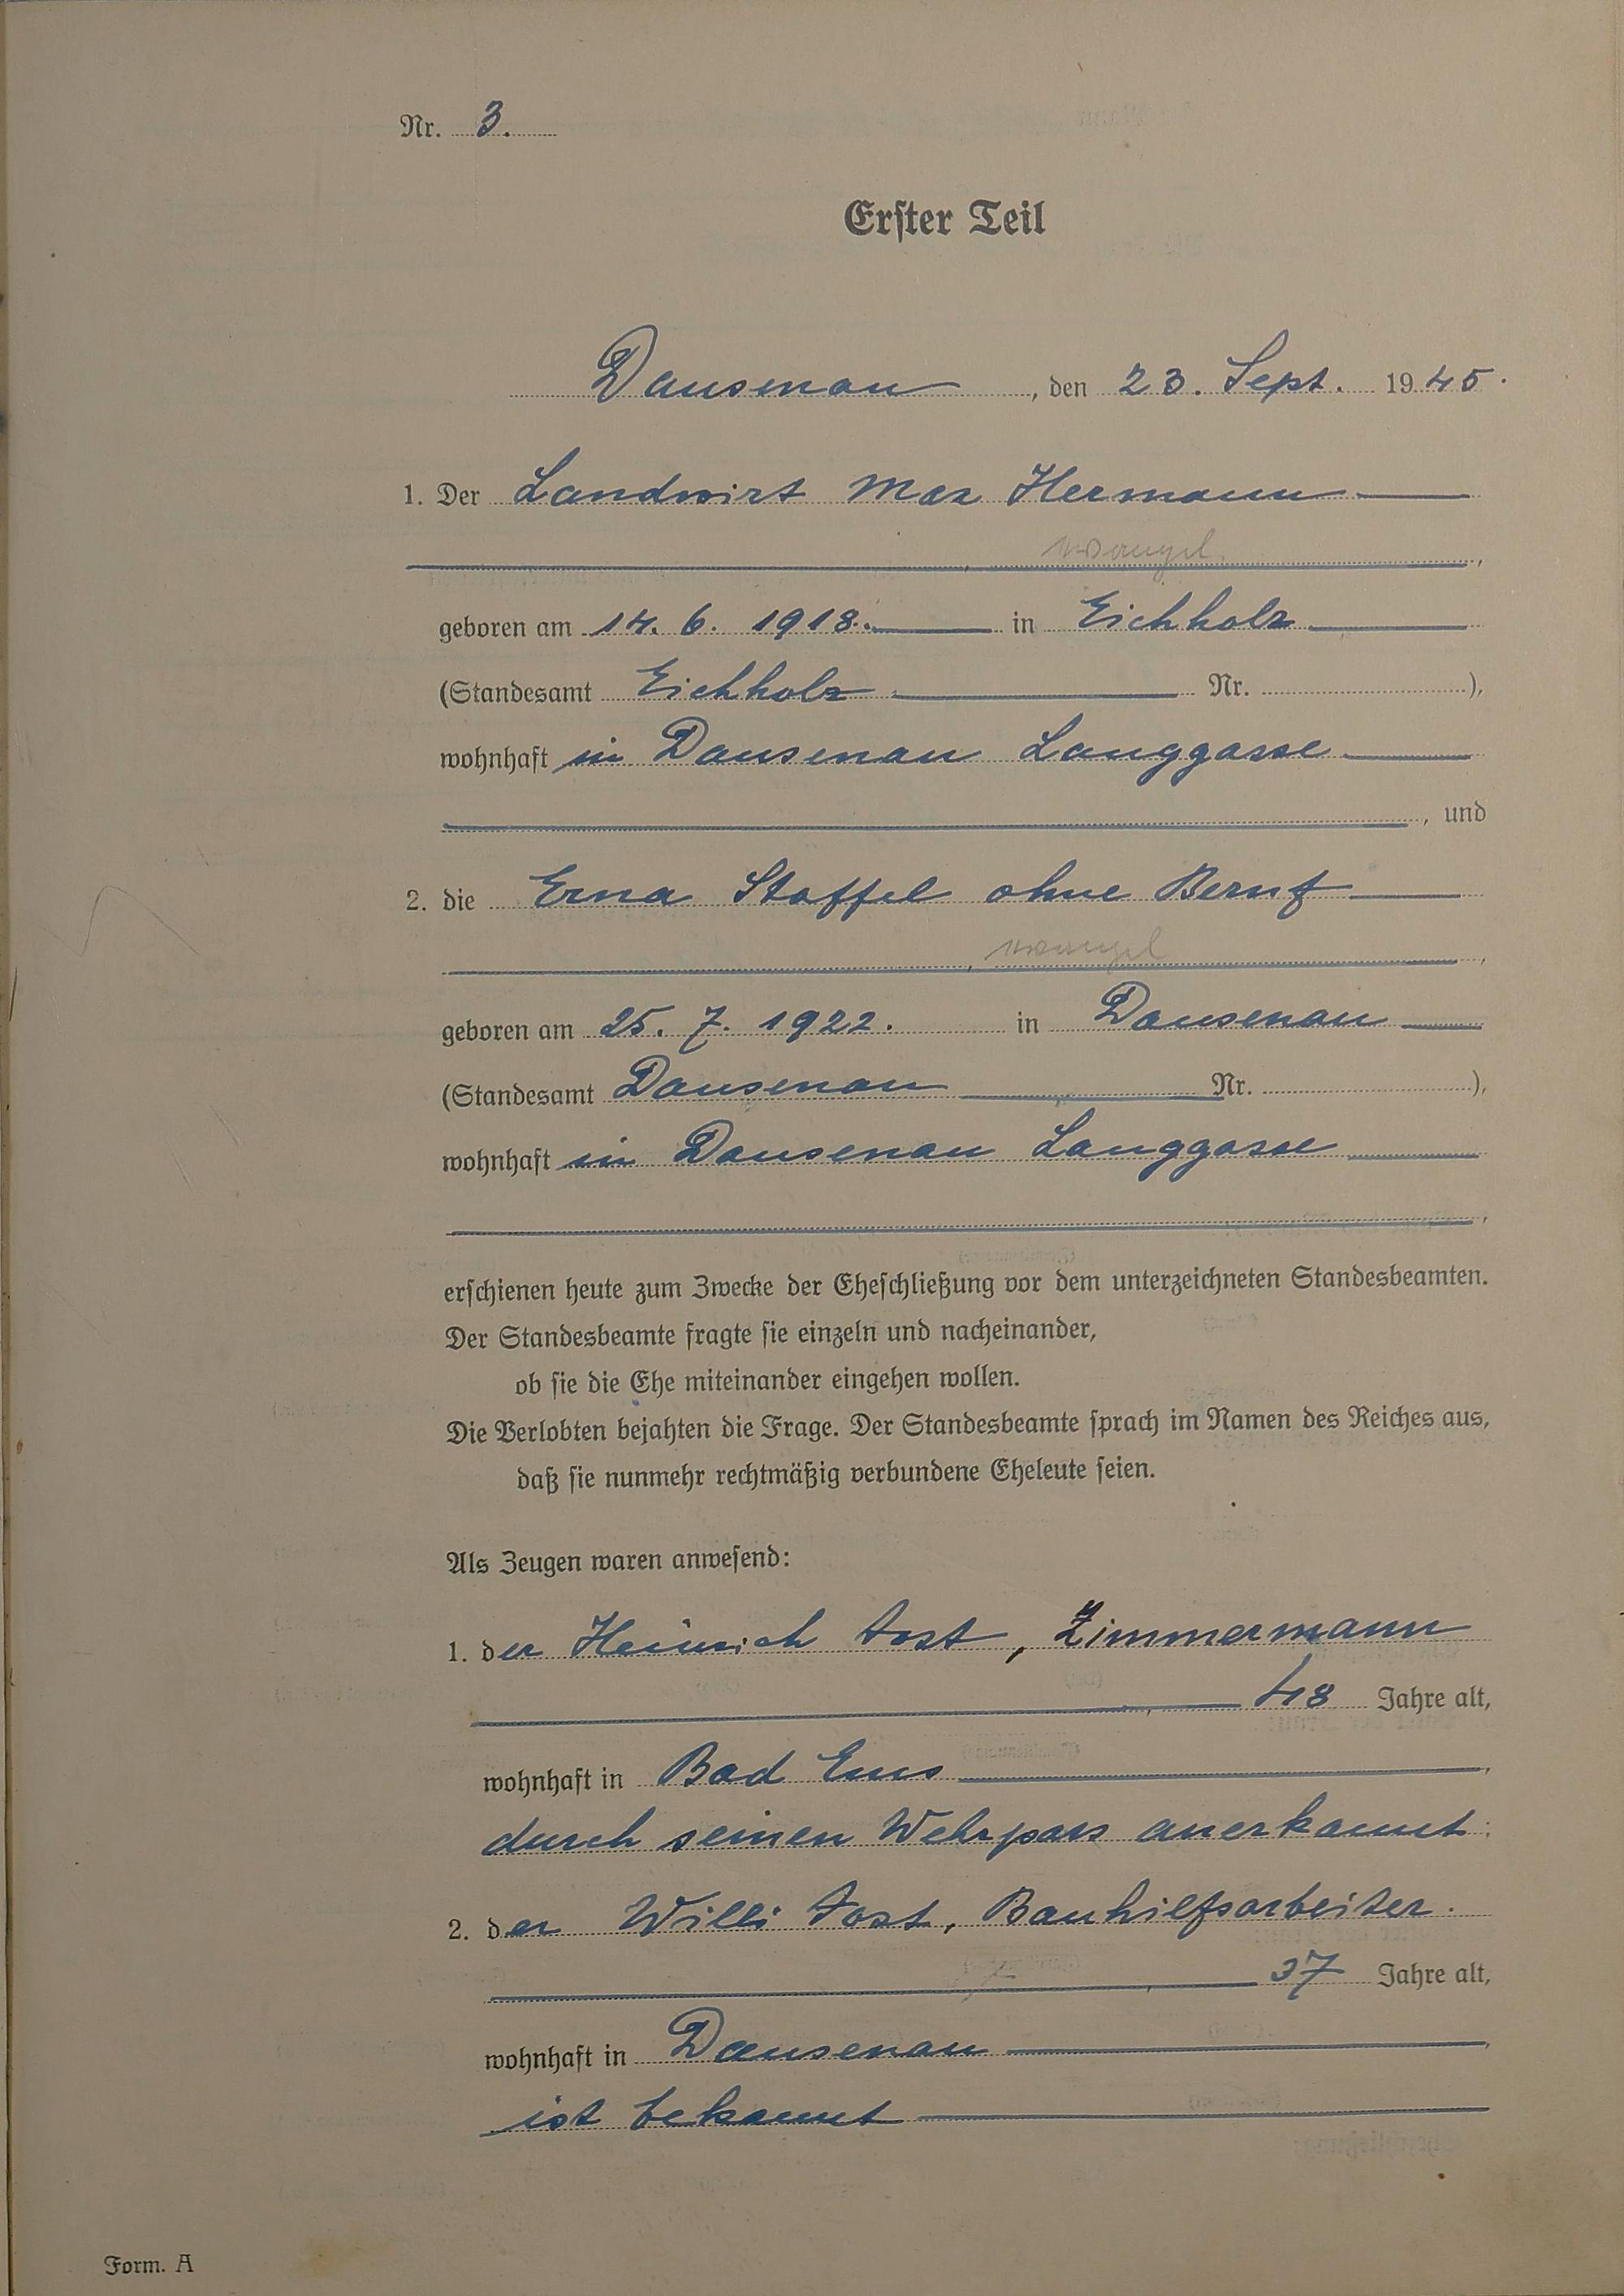 Nr. 3.
Erster Teil
Dausenau, den 23. Sept. 1945.
1. Der Landwirt Max Hermann
evangel.,
geboren am 14. 6. 1918. in Eichholz
(Standesamt Eichholz Nr. ),
wohnhaft in Dausenau Langgasse
, und
2. die Erna Stoffel ohne Beruf
, evangel,
geboren am 25. 7. 1922. in Dausenau
(Standesamt Dausenau Nr. ),
wohnhaft in Dausenau Langgasse
,
erschienen heute zum Zwecke der Eheschließung vor dem unterzeichneten Standesbeamten.
Der Standesbeamte fragte sie einzeln und nacheinander,
ob sie die Ehe miteinander eingehen wollen.
Die Verlobten bejahten die Frage. Der Standesbeamte sprach im Namen des Reiches aus,
daß sie nunmehr rechtmäßig verbundene Eheleute seien.
Als Zeugen waren anwesend:
1. der Heinrich Jost, Zimmermann
, 48 Jahre alt,
wohnhaft in Bad Ems,
durch seinen Wehrpass anerkannt.
2. der Willi Jost, Bauhilfsarbeiter.
, 37 Jahre alt,
wohnhaft in Dausenau,
ist bekannt
Form. A